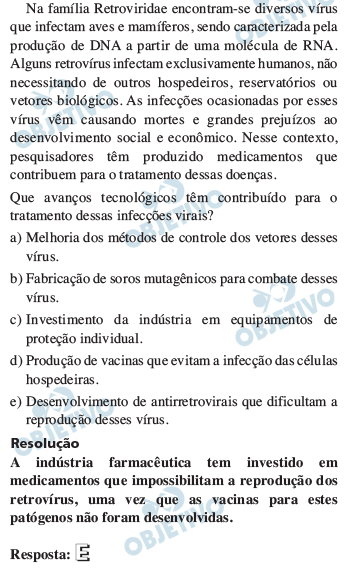 Na família Retroviridae encontram-se diversos vírus
que infectam aves e mamíferos, sendo caracterizada pela
produção de DNA a partir de uma molécula de RNA.
Alguns retrovírus infectam exclusivamente humanos, não
necessitando de outros hospedeiros, reservatórios ou
vetores biológicos. As infecções ocasionadas por esses
vírus vêm causando mortes e grandes prejuízos ao
desenvolvimento social e econômico. Nesse contexto,
pesquisadores têm produzido medicamentos que
contribuem para o tratamento dessas doenças.
Que avanços tecnológicos têm contribuído para o
tratamento dessas infecções virais?
a) Melhoria dos métodos de controle dos vetores desses
vírus.
b) Fabricação de soros mutagênicos para combate desses
vírus.
c) Investimento da indústria em equipamentos de
proteção individual.
d) Produção de vacinas que evitam a infecção das células
hospedeiras.
e) Desenvolvimento de antirretrovirais que dificultam a
reprodução desses vírus.
Resolução
A indústria farmacêutica tem investido em
medicamentos que impossibilitam a reprodução dos
retrovírus, uma vez que as vacinas para estes
patógenos não foram desenvolvidas.
Resposta: E
OBJETIVO
OBJETIVO
OBJETIVO
OBJETIVO
OBJETIVO
OBJETIVO